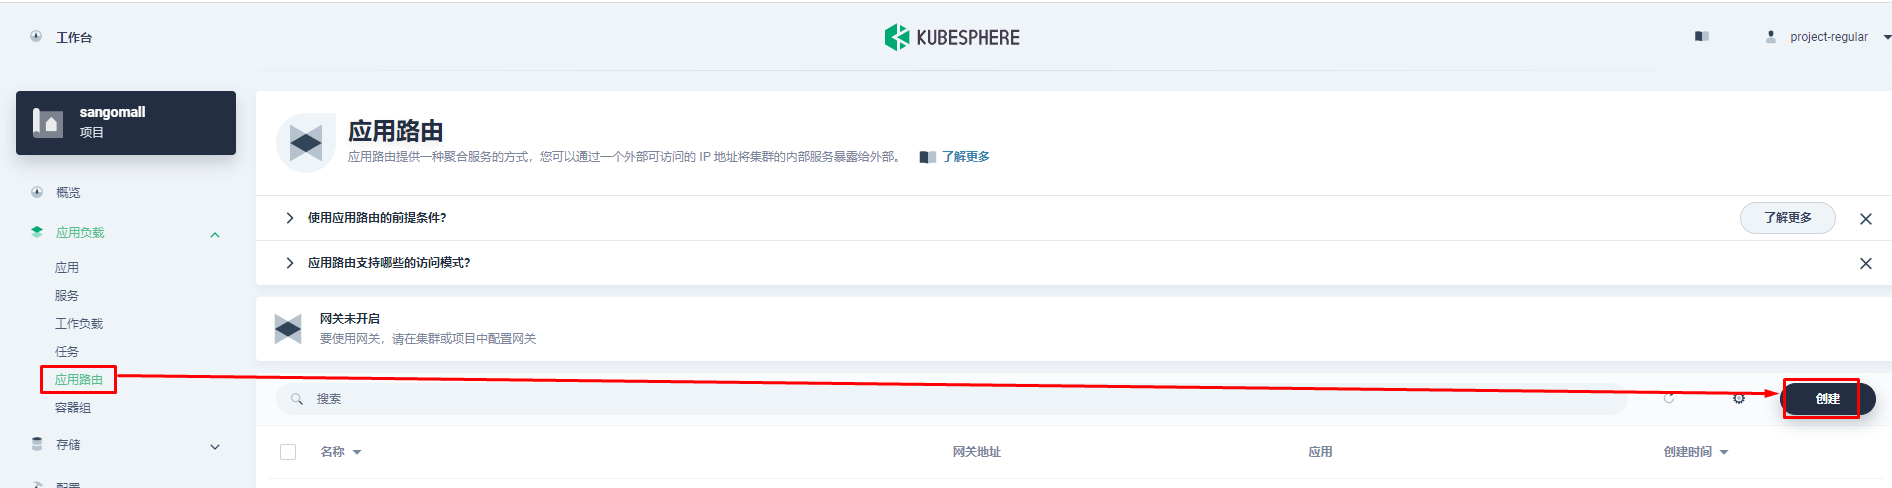 工作台
KUBESPHERE
project-regular
sangomall
项目
概览
应用负载
应用
服务
工作负载
任务
应用路由
容器组
存储
配置
应用路由
应用路由提供一种聚合服务的方式，您可以通过一个外部可访问的 IP 地址将集群的内部服务暴露给外部。 了解更多
使用应用路由的前提条件?
了解更多
应用路由支持哪些的访问模式?
网关未开启
要使用网关，请在集群或项目中配置网关
搜索
创建
名称 网关地址 应用 创建时间